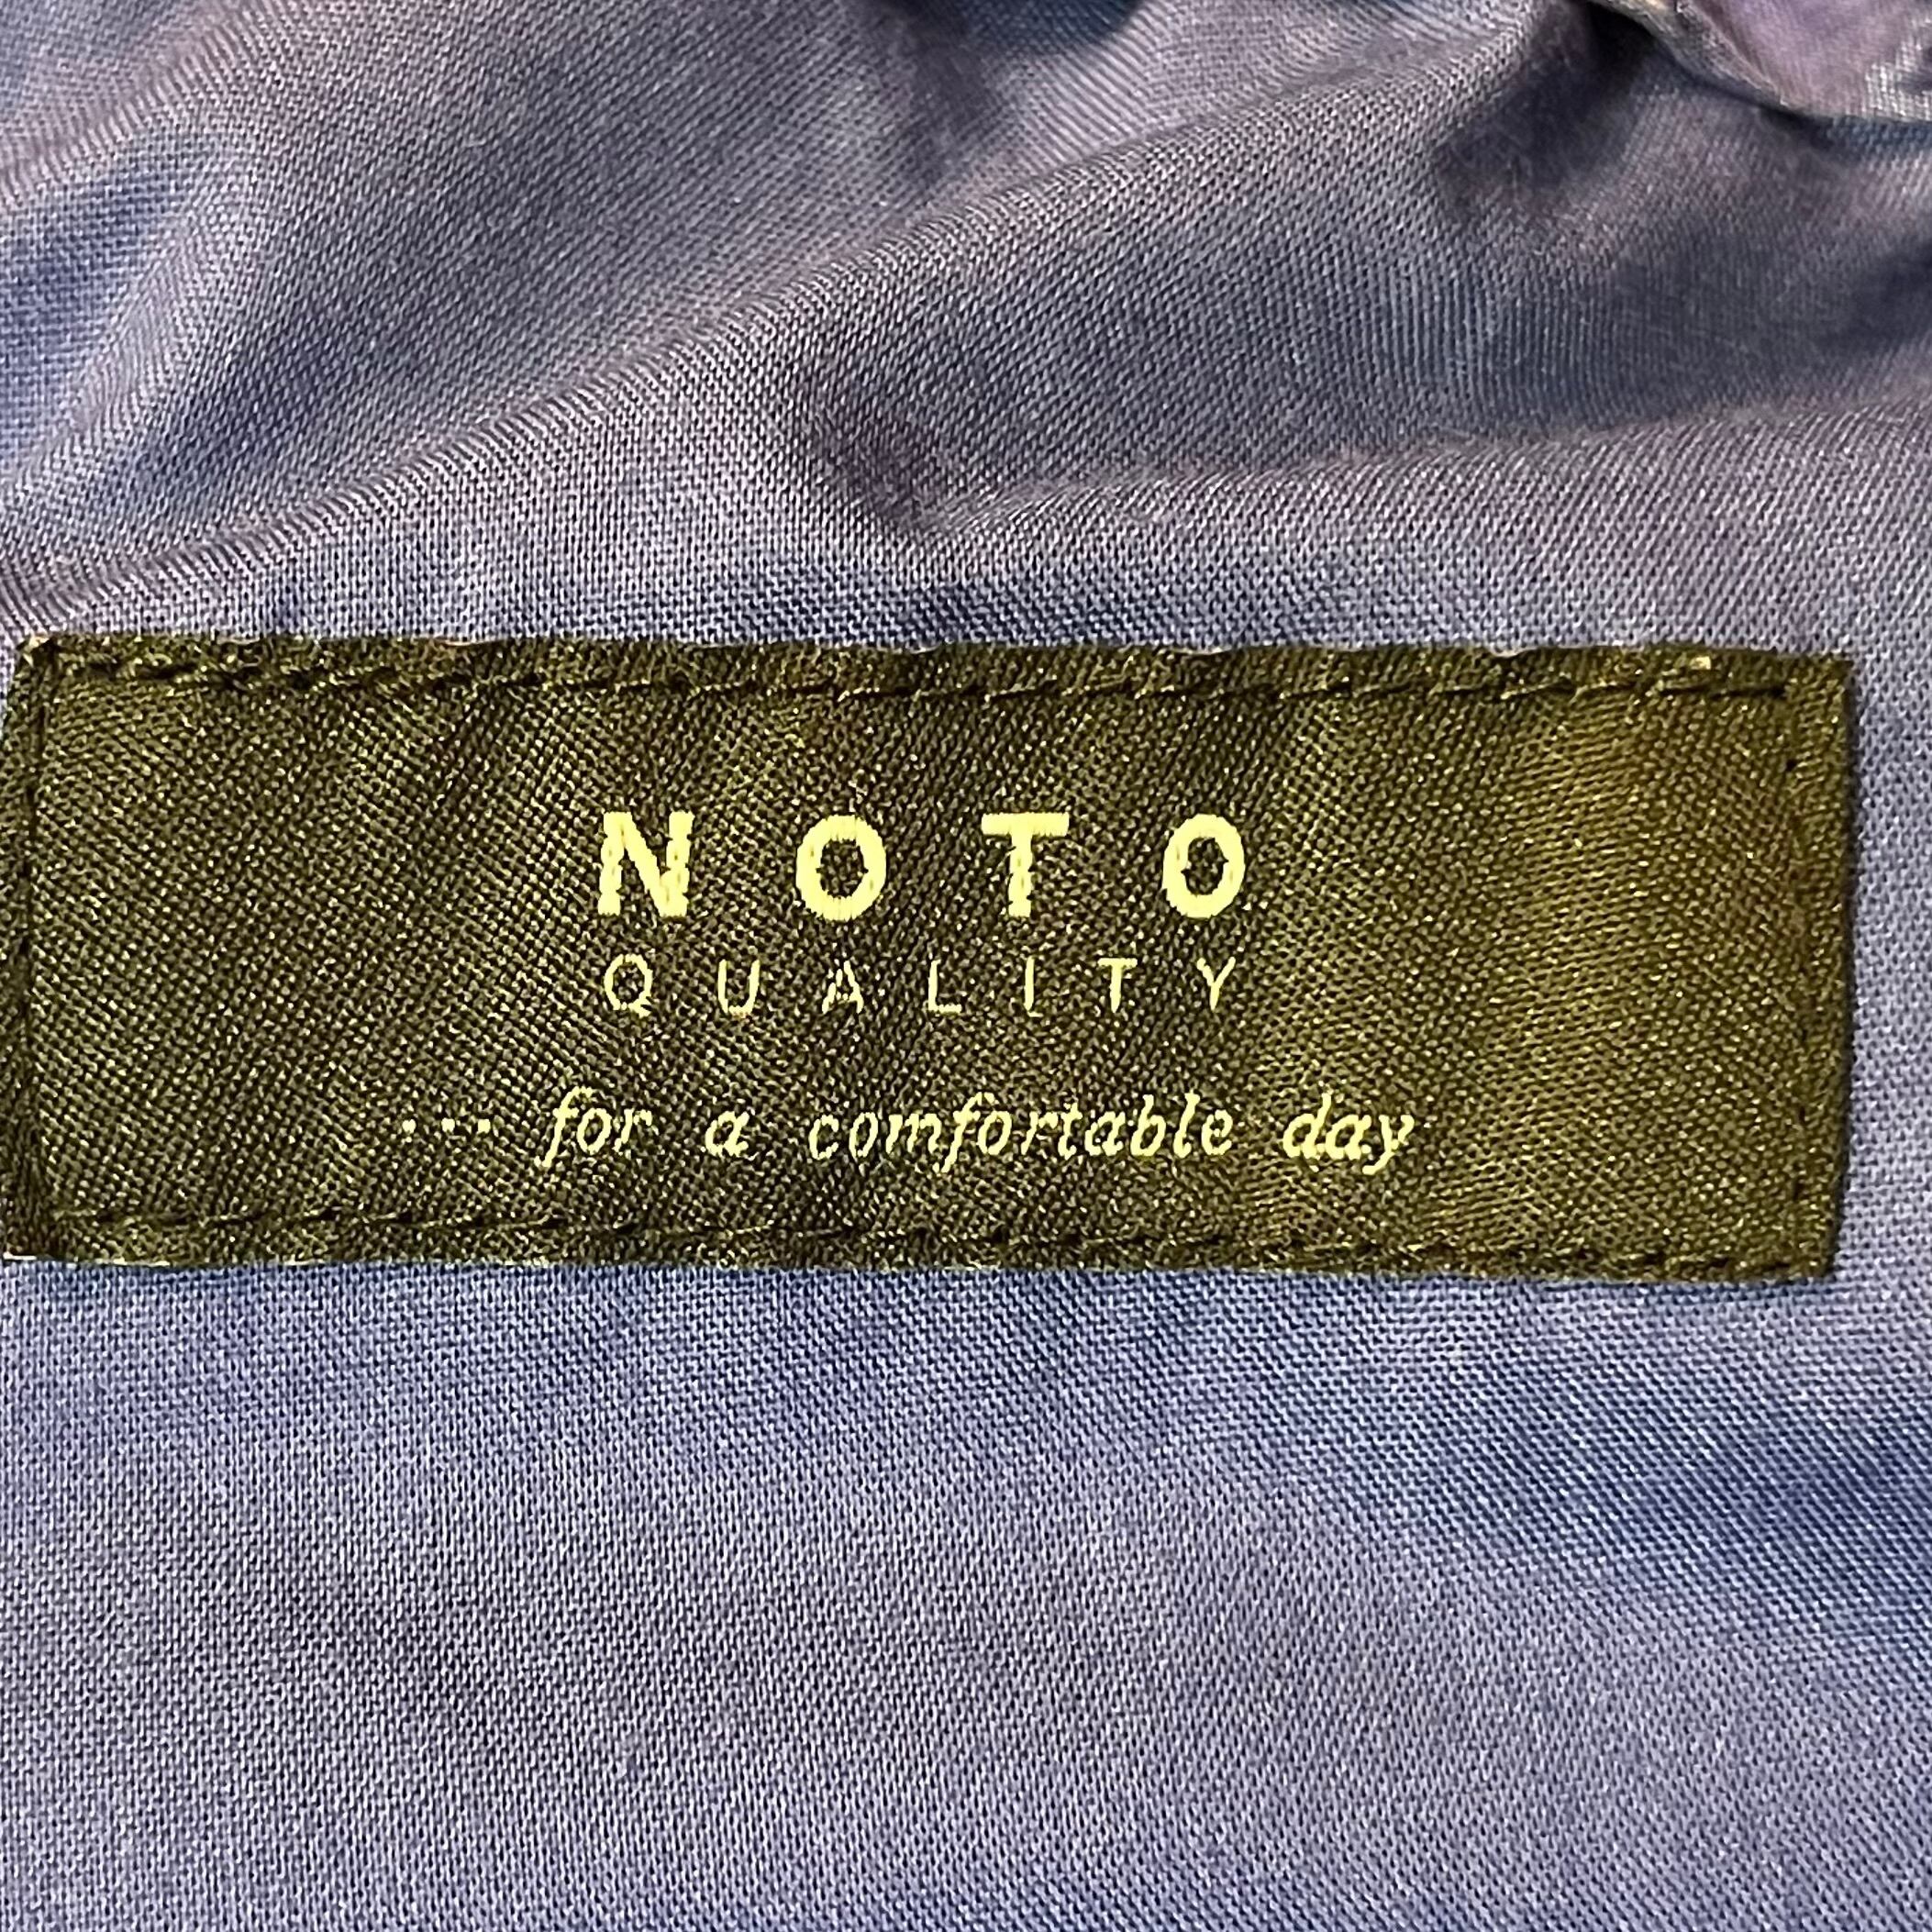 NOTO
QUALITY
... for a comfortable day